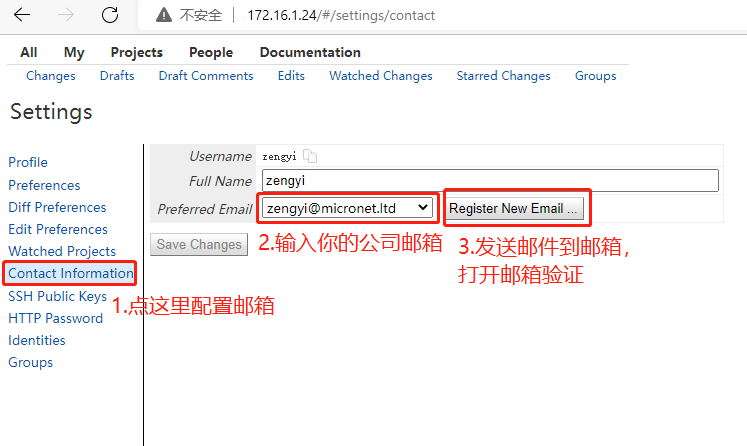 不安全 172.16.1.24/#/settings/contact
All My Projects People Documentation
Changes Drafts Draft Comments Edits Watched Changes Starred Changes Groups
Settings
Profile
Preferences
Diff Preferences
Edit Preferences
Watched Projects
Contact Information
SSH Public Keys
HTTP Password
Identities
Groups
Username zengyi
Full Name zengyi
Preferred Email zengyi@micronet.ltd Register New Email ...
Save Changes
1.点这里配置邮箱
2.输入你的公司邮箱
3.发送邮件到邮箱，
打开邮箱验证